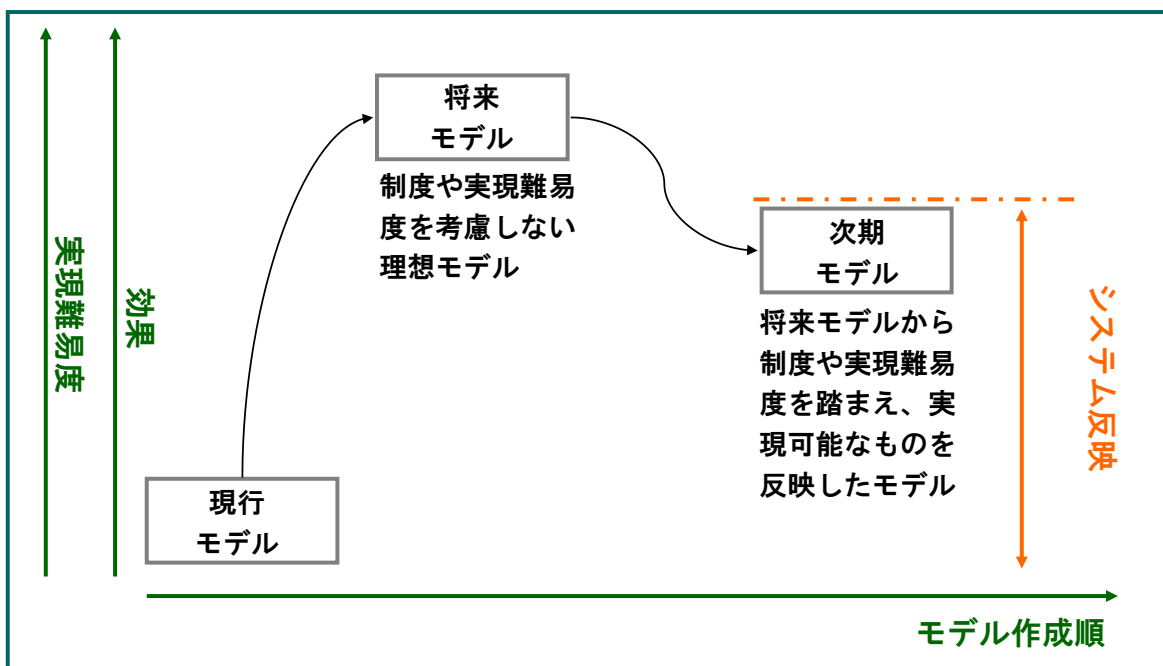 将来
モデル
制度や実現難易
度を考慮しない
理想モデル
次期
モデル
将来モデルから
制度や実現難易
度を踏まえ、実
現可能なものを
反映したモデル
現行
モデル
実現難易度
効果
システム反映
モデル作成順